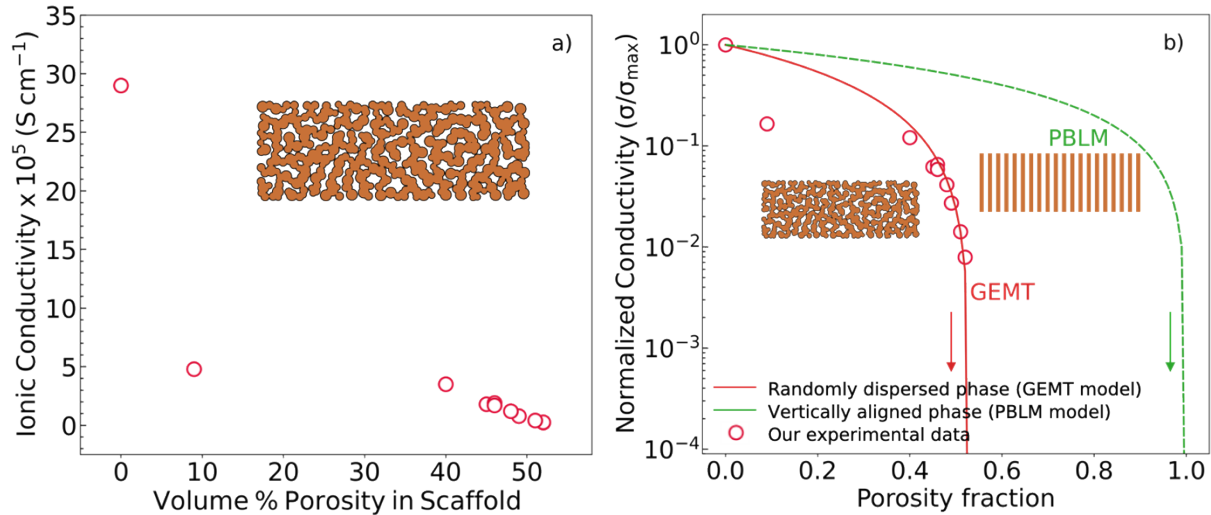 a)
35
30
25
20
15
10
5
0
Ionic Conductivity x 10⁵ (S cm⁻¹)
0 10 20 30 40 50
Volume % Porosity in Scaffold
b)
10⁰
10⁻¹
10⁻²
10⁻³
10⁻⁴
Normalized Conductivity (σ/σmax)
PBLM
GEMT
Randomly dispersed phase (GEMT model)
Vertically aligned phase (PBLM model)
Our experimental data
0.0 0.2 0.4 0.6 0.8 1.0
Porosity fraction